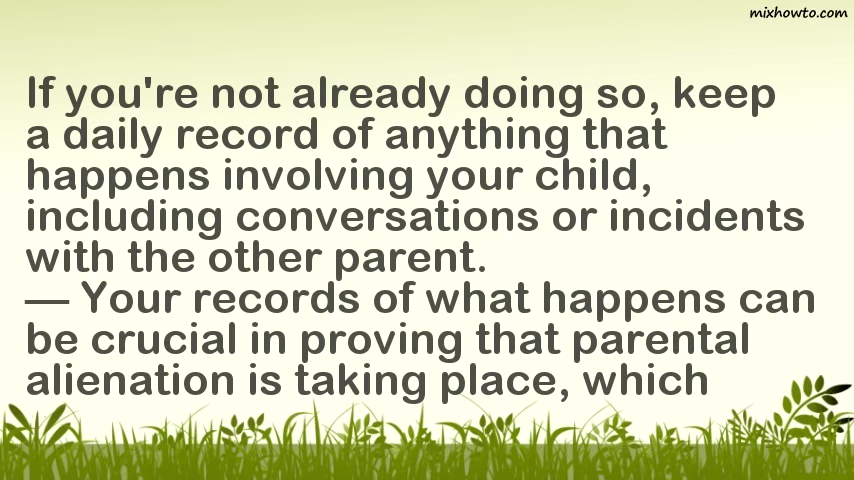 mixhowto.com
If you're not already doing so, keep
a daily record of anything that
happens involving your child,
including conversations or incidents
with the other parent.
— Your records of what happens can
be crucial in proving that parental
alienation is taking place, which